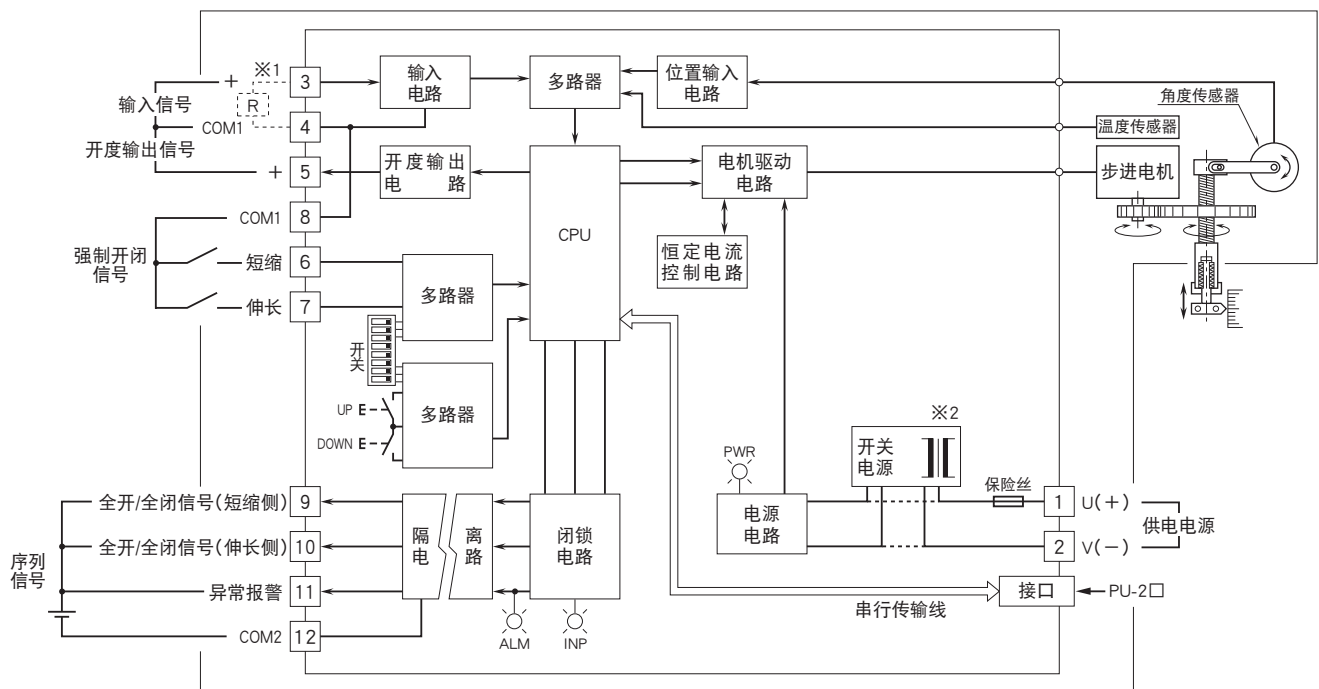 ※1
+
3
输入信号
R
COM1
4
开度输出信号
+
5
COM1
8
强制开闭
信号
短缩
6
伸长
7
输入
电路
多路器
位置输入
电路
角度传感器
温度传感器
开度输出
电 路
CPU
电机驱动
电路
步进电机
恒定电流
控制电路
多路器
开关
多路器
UP
DOWN
PWR
※2
开关
电源
保险丝
1
U(+)
供电电源
2
V(-)
电源
电路
序列
信号
全开/全闭信号(短缩侧)
9
全开/全闭信号(伸长侧)
10
异常报警
11
COM2
12
隔离
电路
闭锁
电路
ALM
INP
串行传输线
接口
PU-2□